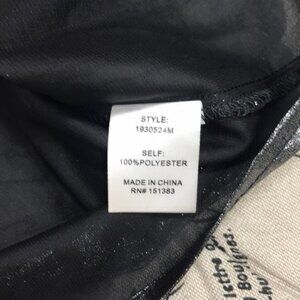 STYLE:
1930524M
SELF:
100%POLYESTER
MADE IN CHINA
RN# 151383